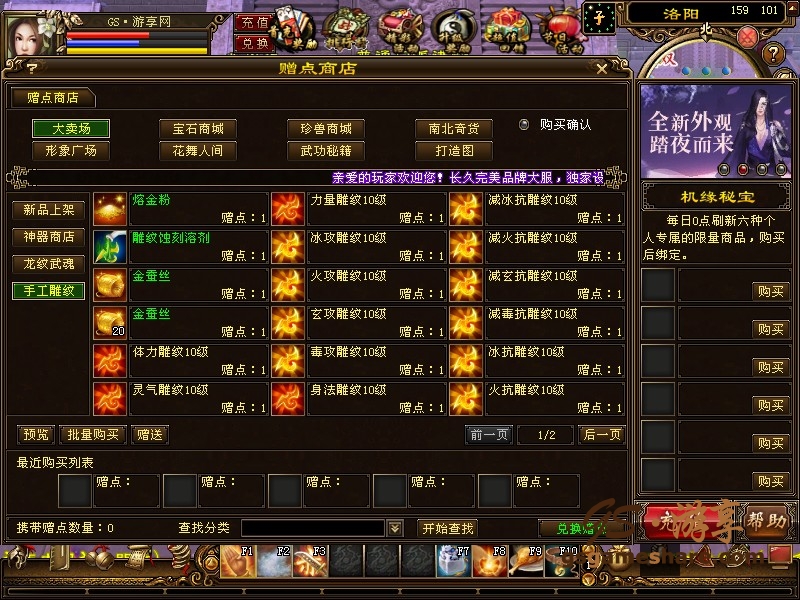 GS·游享网
充值
兑换
洛阳
159 101
北
赠点商店
赠点商店
大卖场
宝石商城
珍兽商城
南北奇货
购买确认
形象广场
花舞人间
武功秘籍
打造图
亲爱的玩家欢迎您! 长久完美品牌大服，独家设
新品上架
神器商店
龙纹武魂
手工雕纹
熔金粉
赠点：1
力量雕纹10级
赠点：1
减冰抗雕纹10级
赠点：1
雕纹蚀刻溶剂
赠点：1
冰攻雕纹10级
赠点：1
减火抗雕纹10级
赠点：1
金蚕丝
赠点：1
火攻雕纹10级
赠点：1
减玄抗雕纹10级
赠点：1
金蚕丝
20
赠点：1
玄攻雕纹10级
赠点：1
减毒抗雕纹10级
赠点：1
体力雕纹10级
赠点：1
毒攻雕纹10级
赠点：1
冰抗雕纹10级
赠点：1
灵气雕纹10级
赠点：1
身法雕纹10级
赠点：1
火抗雕纹10级
赠点：1
预览
批量购买
赠送
前一页
1/2
后一页
最近购买列表
赠点：
赠点：
赠点：
赠点：
赠点：
携带赠点数量：0
查找分类
开始查找
兑换赠点
全新外观
踏夜而来
机缘秘宝
每日0点刷新六种个
人专属的限量商品，购买
后绑定。
购买
购买
购买
购买
购买
购买
帮助
GS·游享
F1
F2
F3
F7
F8
F9
F10